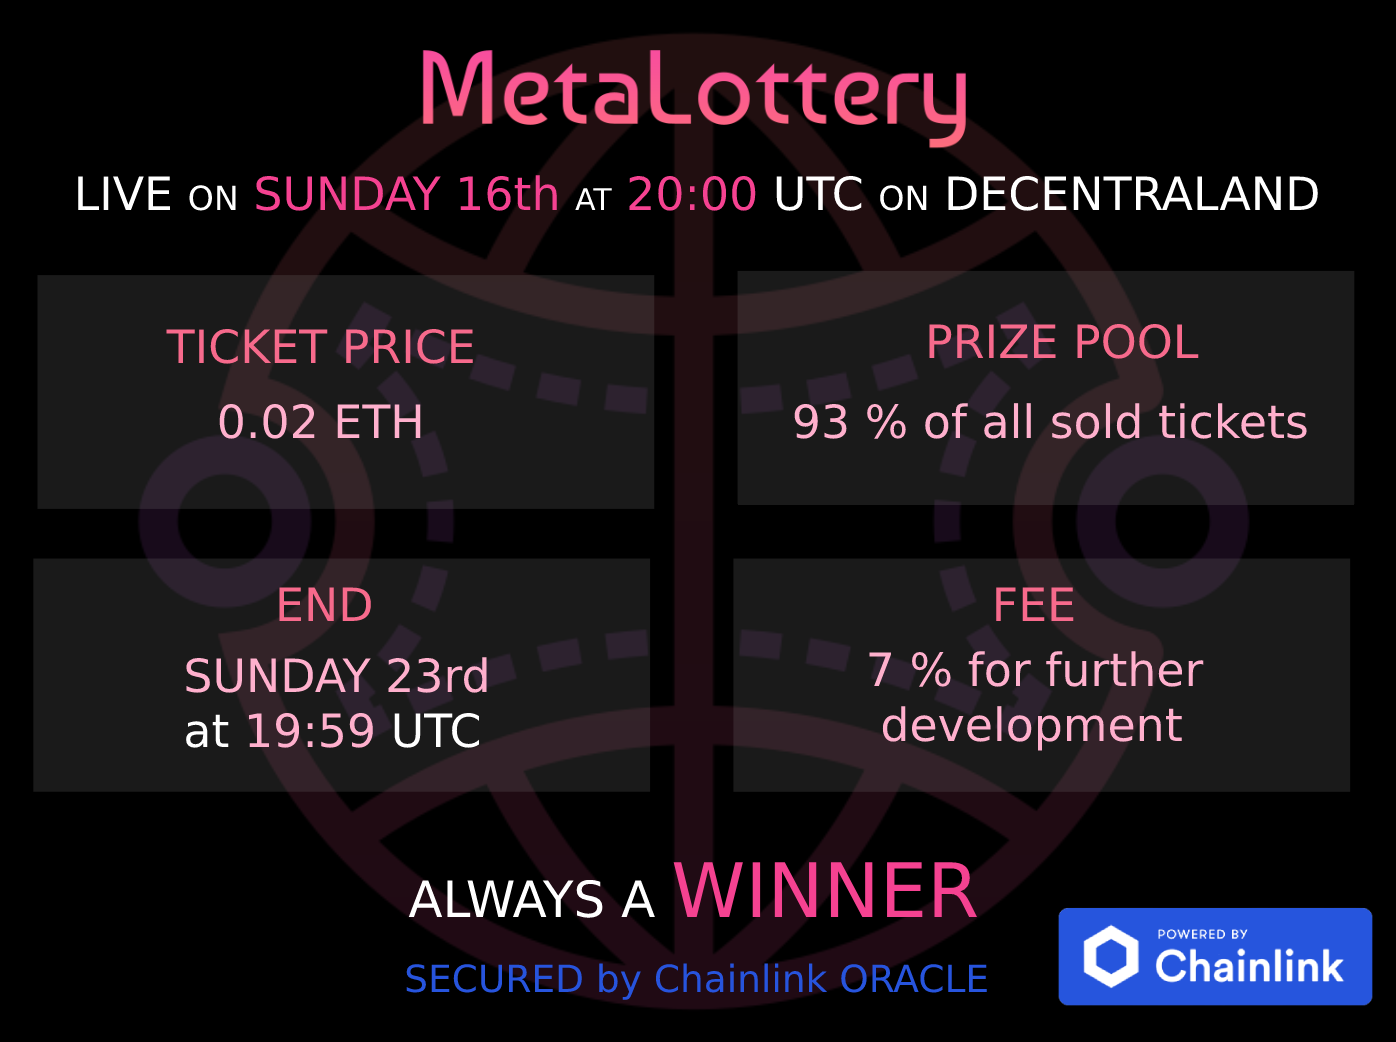 MetaLottery
LIVE ON SUNDAY 16th AT 20:00 UTC ON DECENTRALAND
TICKET PRICE
0.02 ETH
PRIZE POOL
93 % of all sold tickets
END
SUNDAY 23rd
at 19:59 UTC
FEE
7 % for further
development
ALWAYS A WINNER
SECURED by Chainlink ORACLE
POWERED BY
Chainlink